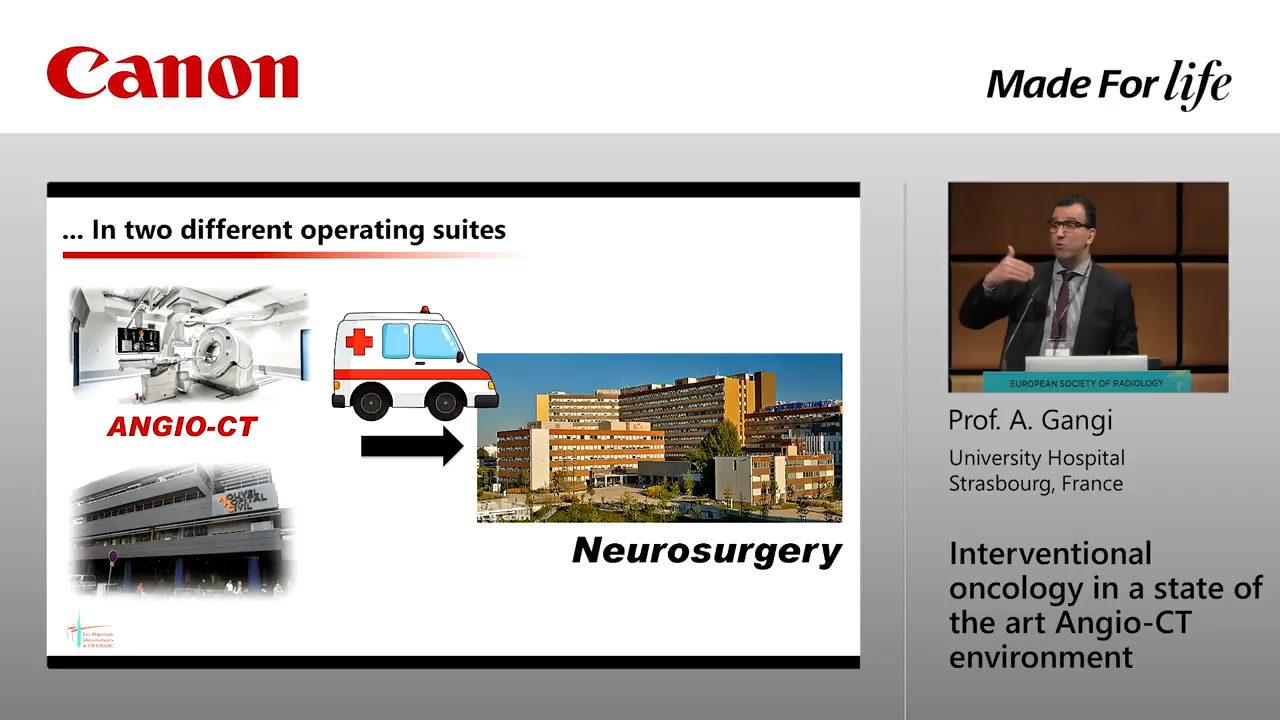 Canon
Made For life
... In two different operating suites
ANGIO-CT
Neurosurgery
EUROPEAN SOCIETY OF RADIOLOGY
Prof. A. Gangi
University Hospital
Strasbourg, France
Interventional
oncology in a state of
the art Angio-CT
environment